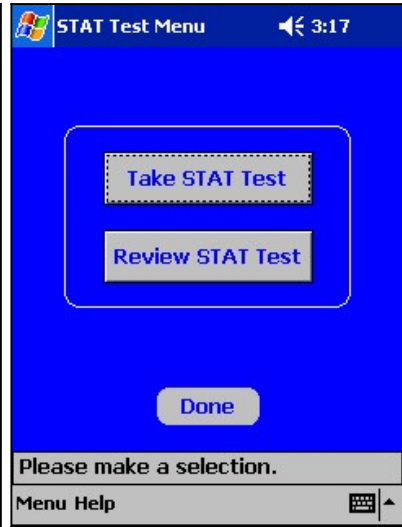 STAT Test Menu 3:17
Take STAT Test
Review STAT Test
Done
Please make a selection.
Menu Help